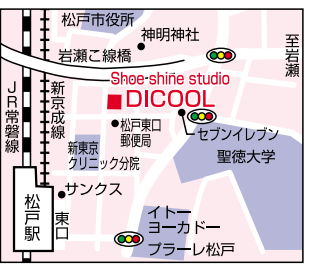 松戸市役所
神明神社
岩瀬こ線橋
至岩瀬
Shoe-shine studio
DICOOL
JR常磐線
新京成線
松戸東口
郵便局
セブンイレブン
聖徳大学
新東京
クリニック分院
サンクス
松戸駅
東口
イトー
ヨーカドー
プラーレ松戸